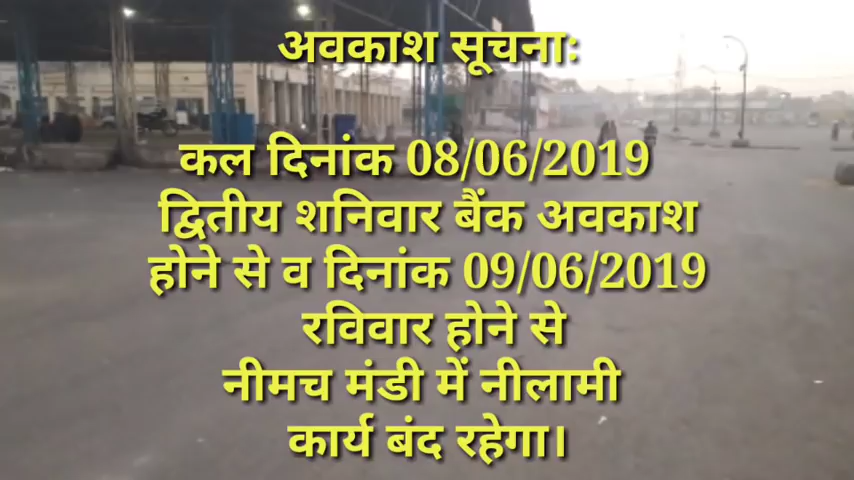 अवकाश सूचनाः
कल दिनांक 08/06/2019
द्वितीय शनिवार बैंक अवकाश
होने से व दिनांक 09/06/2019
रविवार होने से
नीमच मंडी में नीलामी
कार्य बंद रहेगा।